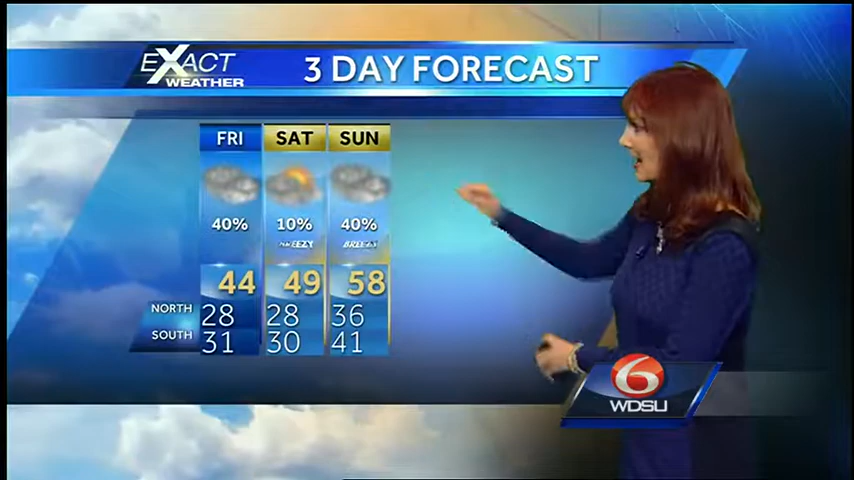 EXACT
WEATHER
3 DAY FORECAST
FRI SAT SUN
40% 10% 40%
BREEZY BREEZY
44 49 58
NORTH 28 28 36
SOUTH 31 30 41
6
WDSU